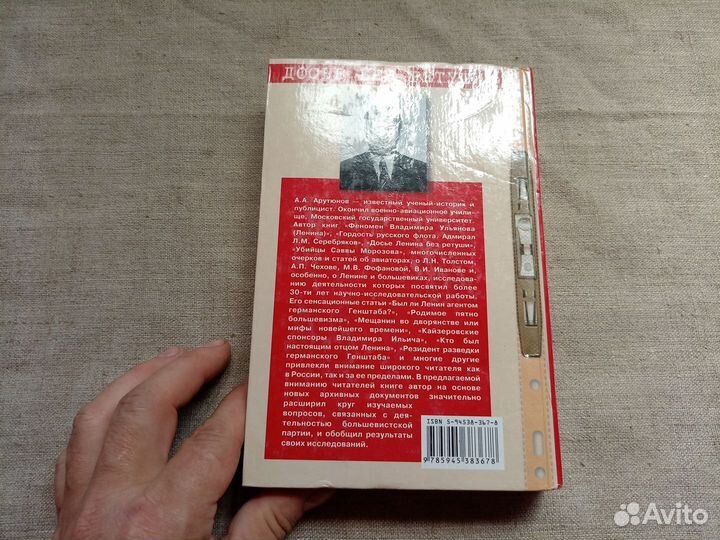 ДОСЬЕ БЕЗ РЕТУШИ
А.А. Арутюнов — известный ученый-историк и
публицист. Окончил военно-авиационное учили-
ще, Московский государственный университет.
Автор книг «Феномен Владимира Ульянова
(Ленина)», «Гордость русского флота. Адмирал
Л.М. Серебряков», «Досье Ленина без ретуши»,
«Убийцы Саввы Морозова», многочисленных
очерков и статей об авиаторах, о Л.Н. Толстом,
А.П. Чехове, М.В. Фофановой, В.И. Иванове и,
особенно, о Ленине и большевиках, исследова-
нию деятельности которых посвятил более
30-ти лет научно-исследовательской работы.
Его сенсационные статьи «Был ли Ленин агентом
германского Генштаба?», «Родимое пятно
большевизма», «Мещанин во дворянстве или
мифы новейшего времени», «Кайзеровские
спонсоры Владимира Ильича», «Кто был
настоящим отцом Ленина», «Резидент разведки
германского Генштаба» и многие другие
привлекли внимание широкого читателя как
в России, так и за ее пределами. В предлагаемой
вниманию читателей книге автор на основе
новых архивных документов значительно
расширил круг изучаемых
вопросов, связанных с дея-
тельностью большевистской
партии, и обобщил результаты
своих исследований.
ISBN 5-94538-367-8
9 785945 383678
Avito